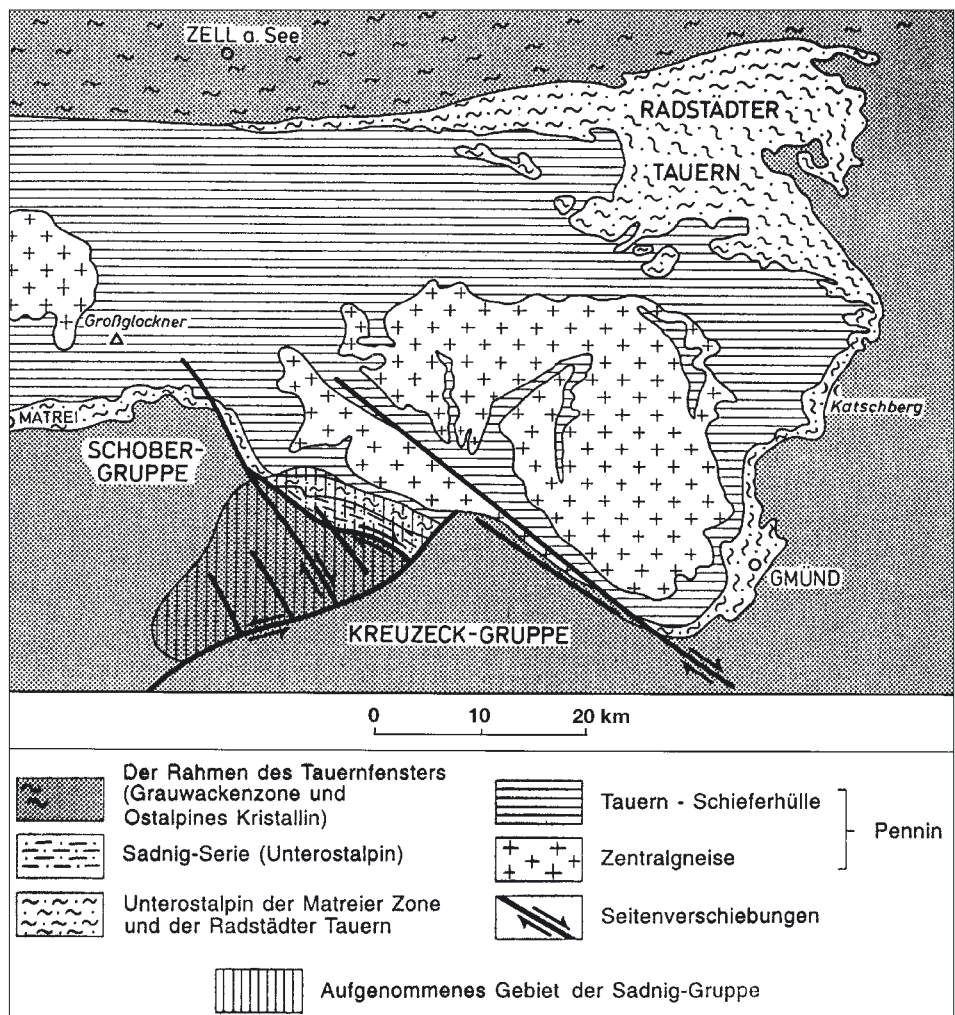 ZELL a. See
RADSTÄDTER
TAUERN
Großglockner
MATREI
Katschberg
SCHOBER-
GRUPPE
GMÜND
KREUZECK-GRUPPE
0 10 20 km
Der Rahmen des Tauernfensters
(Grauwackenzone und
Ostalpines Kristallin)
Sadnig-Serie (Unterostalpin)
Unterostalpin der Matreier Zone
und der Radstädter Tauern
Tauern - Schieferhülle
Zentralgneise
Pennin
Seitenverschiebungen
Aufgenommenes Gebiet der Sadnig-Gruppe